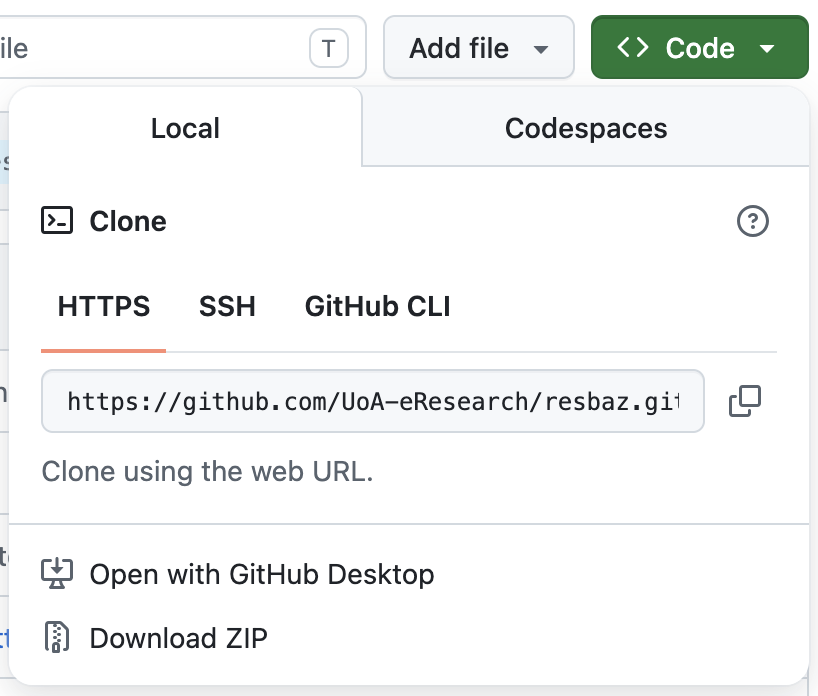 ile T Add file Code
Local Codespaces
Clone
HTTPS SSH GitHub CLI
https://github.com/UoA-eResearch/resbaz.git
Clone using the web URL.
Open with GitHub Desktop
Download ZIP